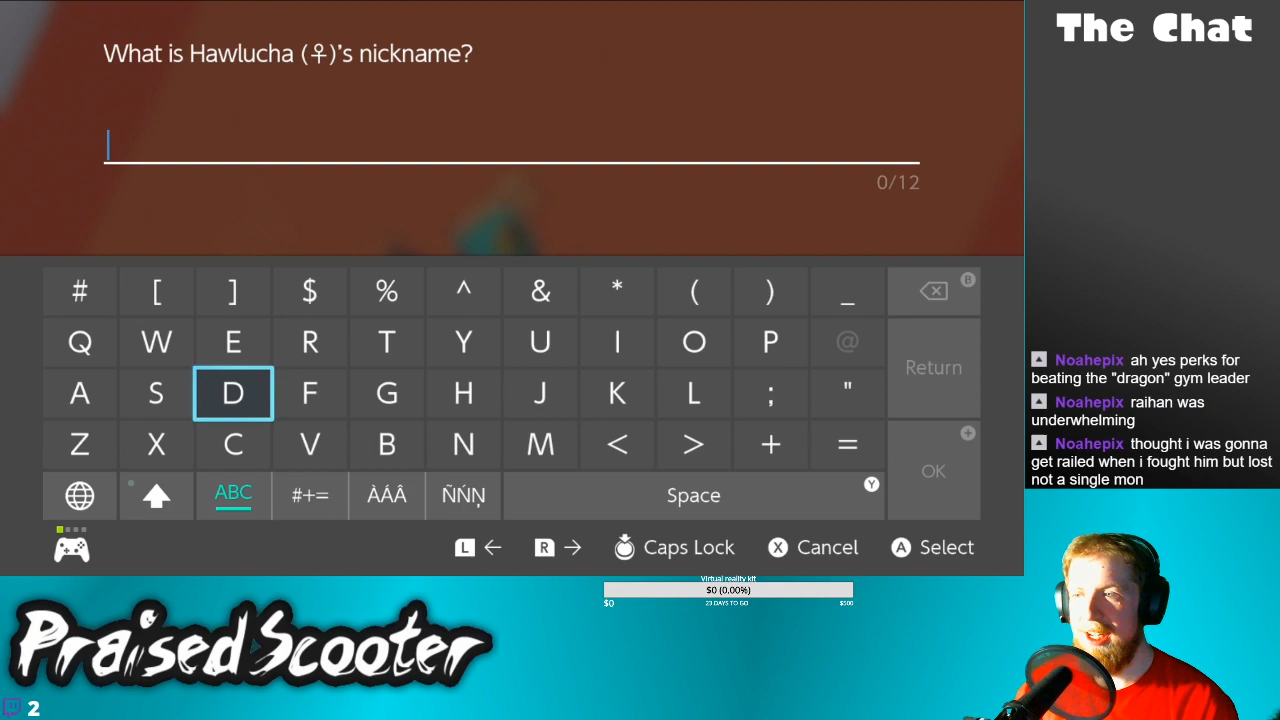 What is Hawlucha (♀)'s nickname?
0/12
# [ ] $ % ^ & * ( ) _ B
Q W E R T Y U I O P @
Return
A S D F G H J K L ; "
Z X C V B N M < > + =
OK
ABC #+= ÀÁÂ ÑŃŅ Space Y
L ← R → Caps Lock X Cancel A Select
The Chat
Noahepix ah yes perks for
beating the "dragon" gym leader
Noahepix raihan was
underwhelming
Noahepix thought i was gonna
get railed when i fought him but lost
not a single mon
Virtual reality kit
$0 (0.00%)
$0 23 DAYS TO GO $500
Praised Scooter
2